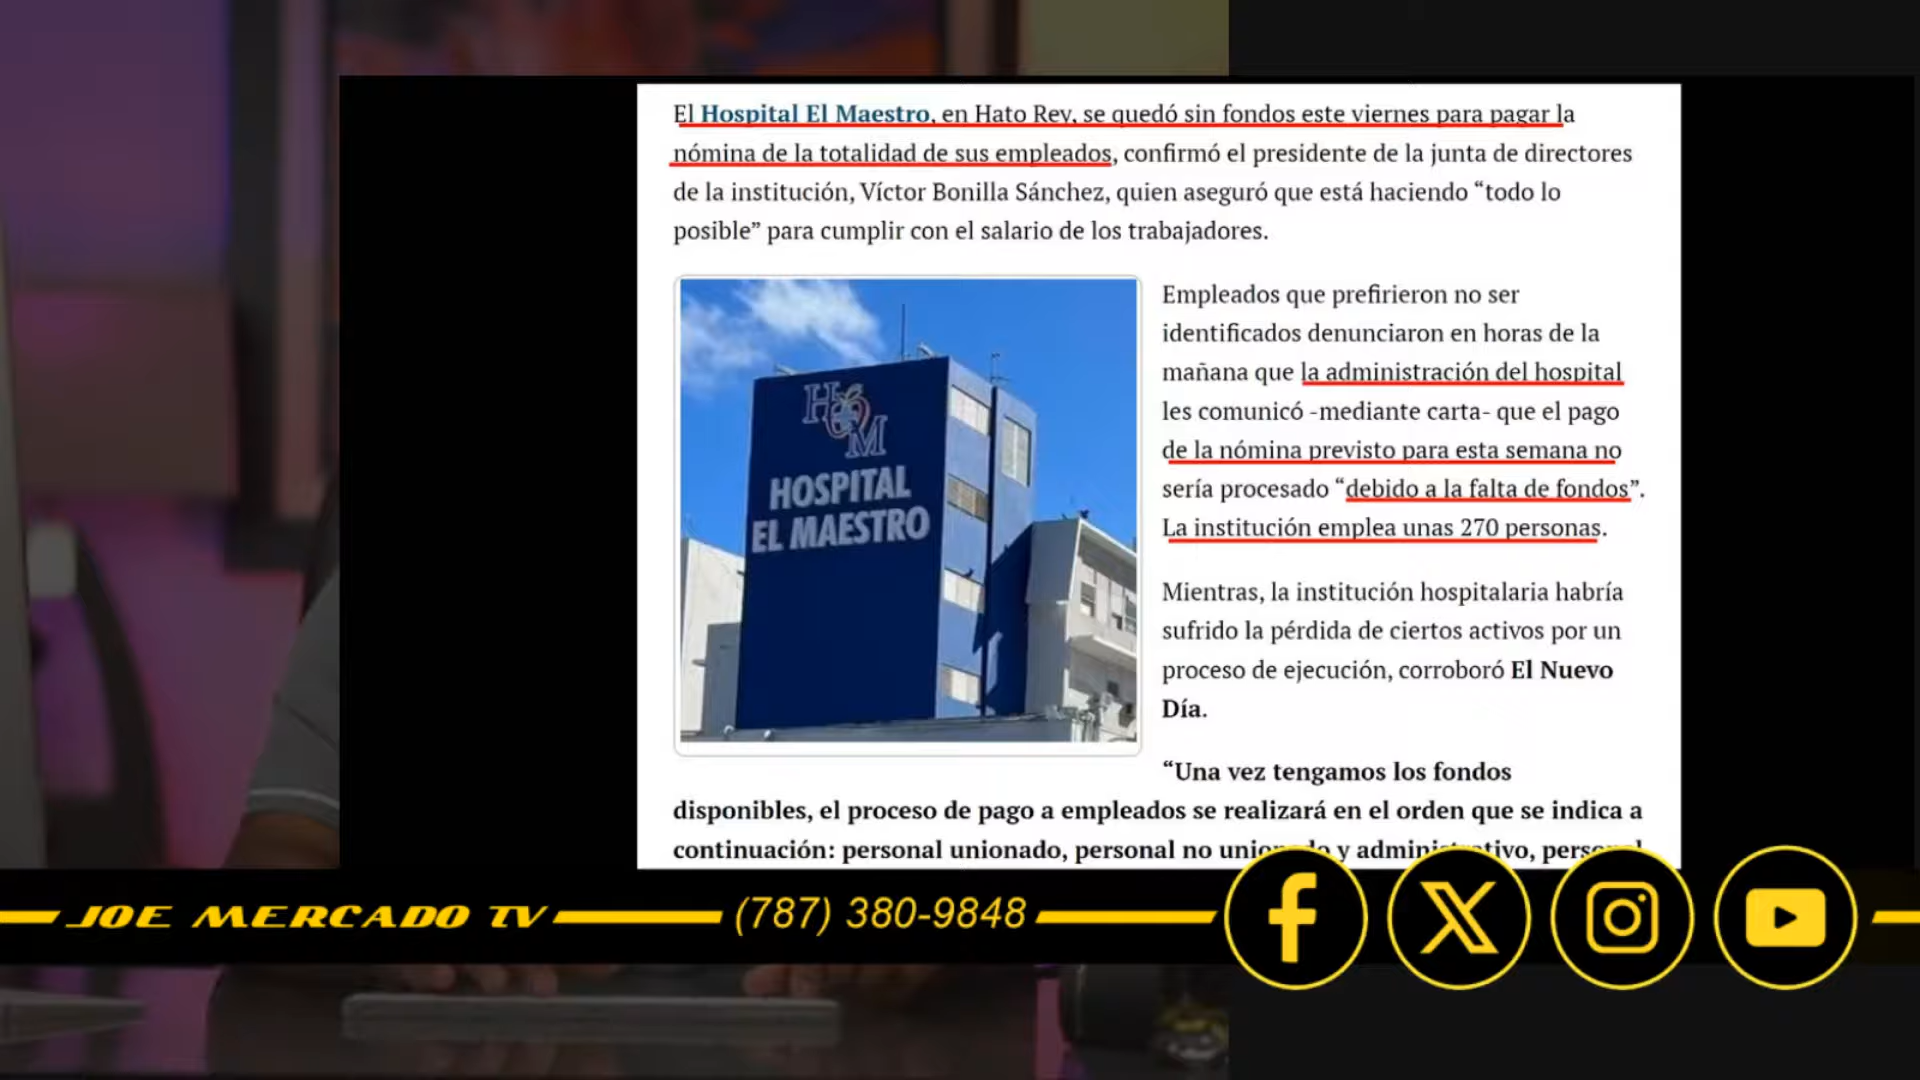 El Hospital El Maestro, en Hato Rey, se quedó sin fondos este viernes para pagar la
nómina de la totalidad de sus empleados, confirmó el presidente de la junta de directores
de la institución, Víctor Bonilla Sánchez, quien aseguró que está haciendo “todo lo
posible” para cumplir con el salario de los trabajadores.
HM
HOSPITAL
EL MAESTRO
Empleados que prefirieron no ser
identificados denunciaron en horas de la
mañana que la administración del hospital
les comunicó -mediante carta- que el pago
de la nómina previsto para esta semana no
sería procesado “debido a la falta de fondos”.
La institución emplea unas 270 personas.
Mientras, la institución hospitalaria habría
sufrido la pérdida de ciertos activos por un
proceso de ejecución, corroboró El Nuevo
Día.
“Una vez tengamos los fondos
disponibles, el proceso de pago a empleados se realizará en el orden que se indica a
continuación: personal unionado, personal no unionado y administrativo, personal
JOE MERCADO TV (787) 380-9848